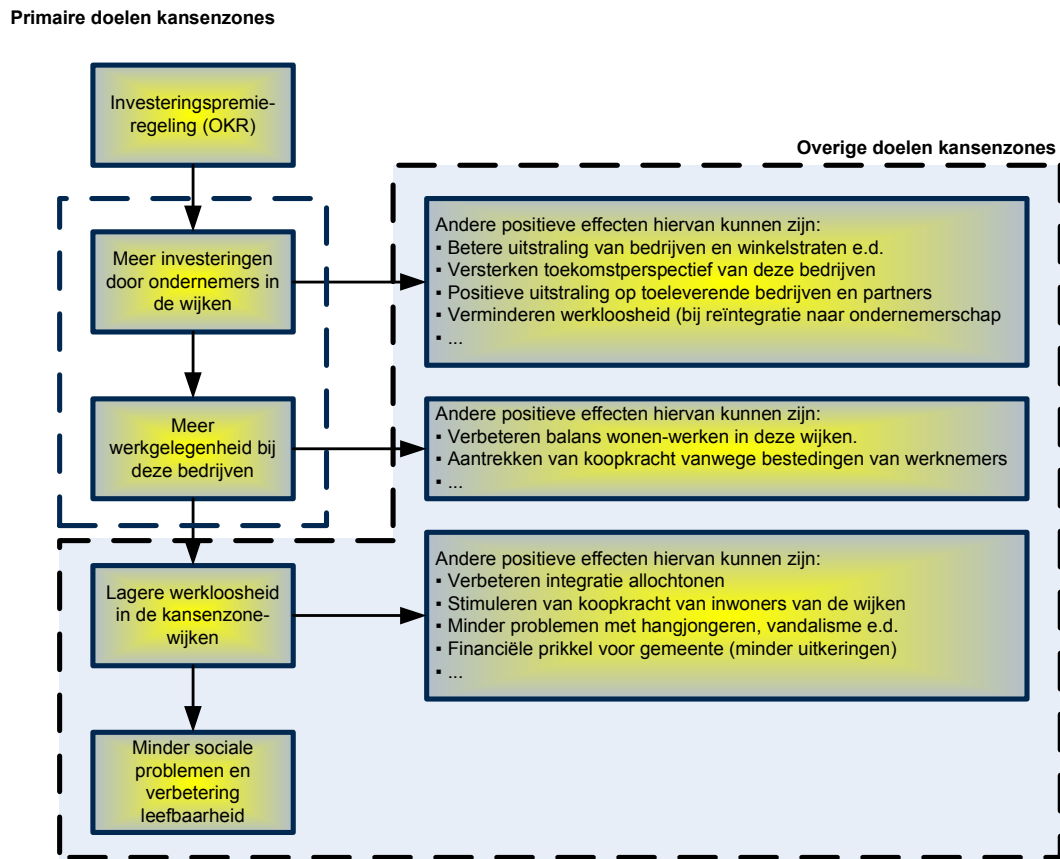 Primaire doelen kansenzones
Investeringspremie-
regeling (OKR)
Overige doelen kansenzones
Meer investeringen
door ondernemers in
de wijken
Andere positieve effecten hiervan kunnen zijn:
▪ Betere uitstraling van bedrijven en winkelstraten e.d.
▪ Versterken toekomstperspectief van deze bedrijven
▪ Positieve uitstraling op toeleverende bedrijven en partners
▪ Verminderen werkloosheid (bij reïntegratie naar ondernemerschap
▪ ...
Meer
werkgelegenheid bij
deze bedrijven
Andere positieve effecten hiervan kunnen zijn:
▪ Verbeteren balans wonen-werken in deze wijken.
▪ Aantrekken van koopkracht vanwege bestedingen van werknemers
▪ ...
Lagere werkloosheid
in de kansenzone-
wijken
Andere positieve effecten hiervan kunnen zijn:
▪ Verbeteren integratie allochtonen
▪ Stimuleren van koopkracht van inwoners van de wijken
▪ Minder problemen met hangjongeren, vandalisme e.d.
▪ Financiële prikkel voor gemeente (minder uitkeringen)
▪ ...
Minder sociale
problemen en
verbetering
leefbaarheid